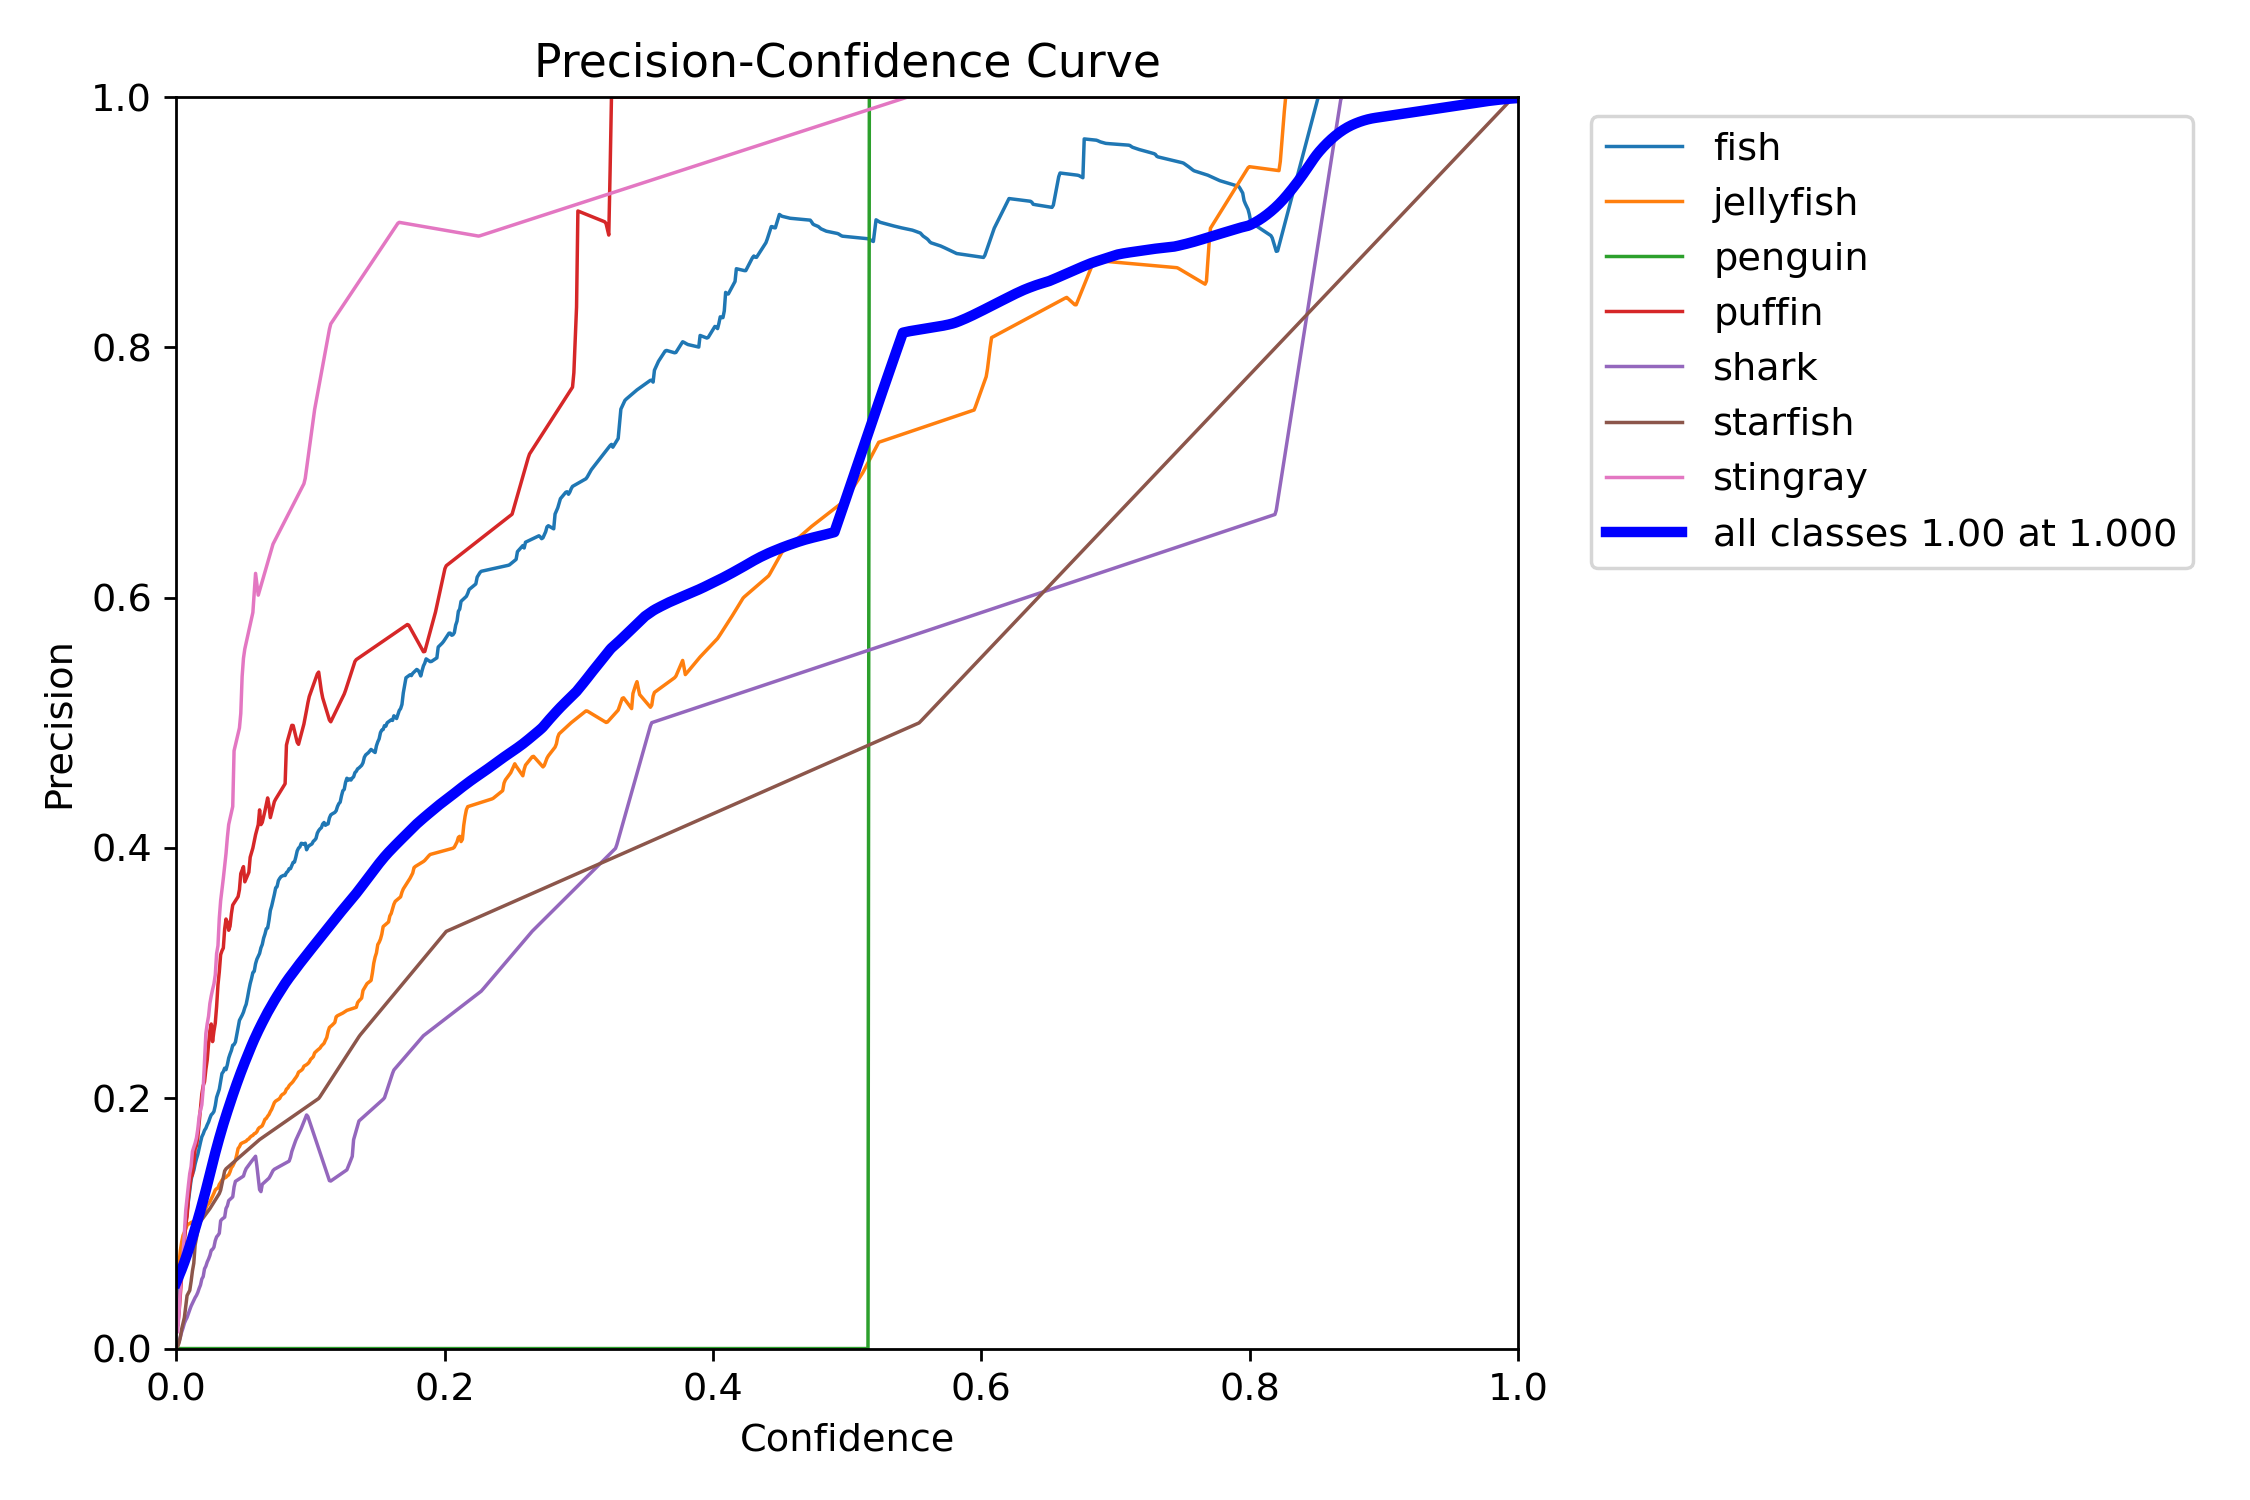 Precision-Confidence Curve
1.0
0.8
0.6
0.4
0.2
0.0
Precision
0.0 0.2 0.4 0.6 0.8 1.0
Confidence
fish
jellyfish
penguin
puffin
shark
starfish
stingray
all classes 1.00 at 1.000